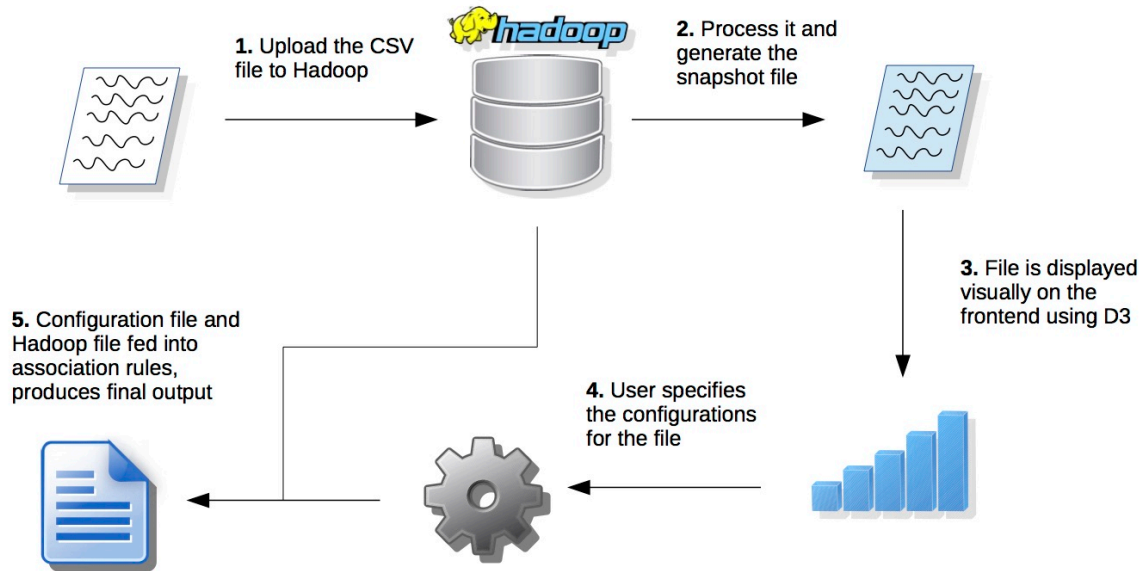 hadoop
1. Upload the CSV
file to Hadoop
2. Process it and
generate the
snapshot file
3. File is displayed
visually on the
frontend using D3
4. User specifies
the configurations
for the file
5. Configuration file and
Hadoop file fed into
association rules,
produces final output